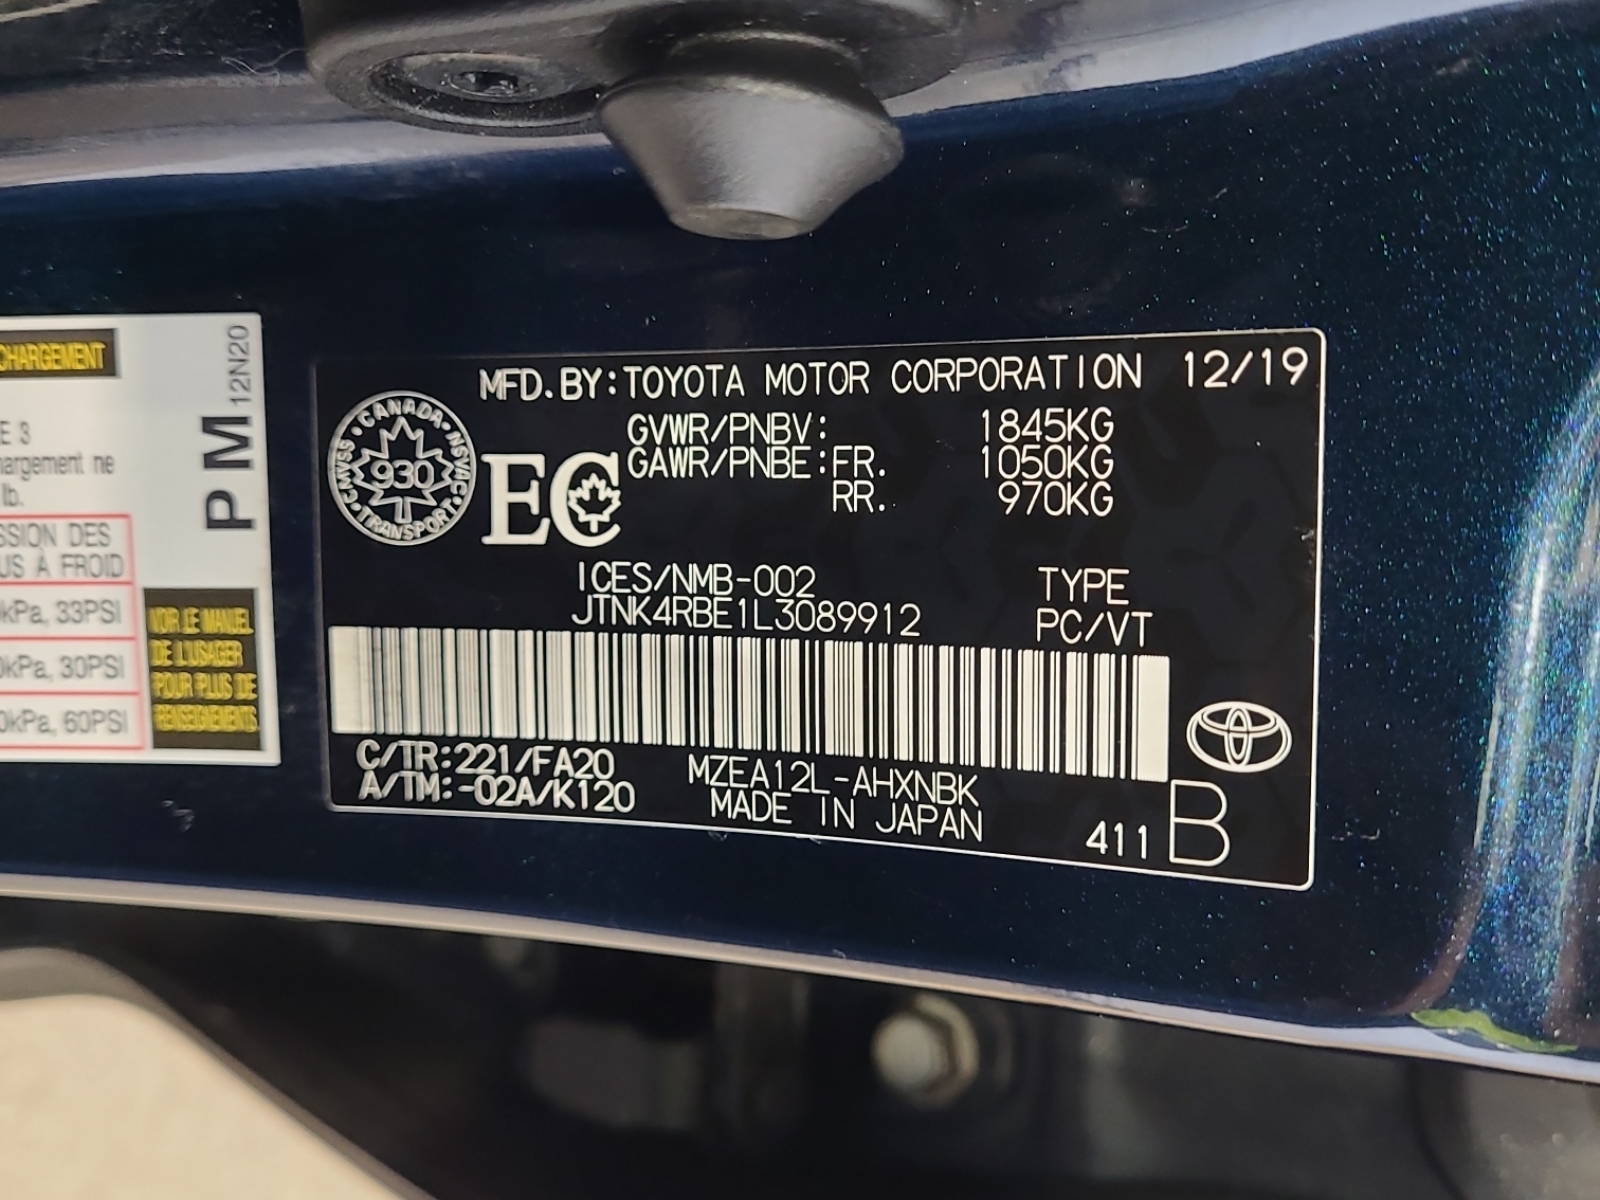 CHARGEMENT
E 3
hargement ne
lb.
SSION DES
US A FROID
kPa, 33PSI
0kPa, 30PSI
0kPa, 60PSI
P M 12N20
VOIR LE MANUEL
DE L'USAGER
POUR PLUS DE
RENSEIGNEMENTS
MFD.BY:TOYOTA MOTOR CORPORATION 12/19
GVWR/PNBV: 1845KG
GAWR/PNBE:FR. 1050KG
RR. 970KG
CANADA
CMVSS · NSVAC
930
TRANSPORT
EC
ICES/NMB-002 TYPE
JTNK4RBE1L3089912 PC/VT
C/TR:221/FA20 MZEA12L-AHXNBK
A/TM:-02A/K120 MADE IN JAPAN
411 B